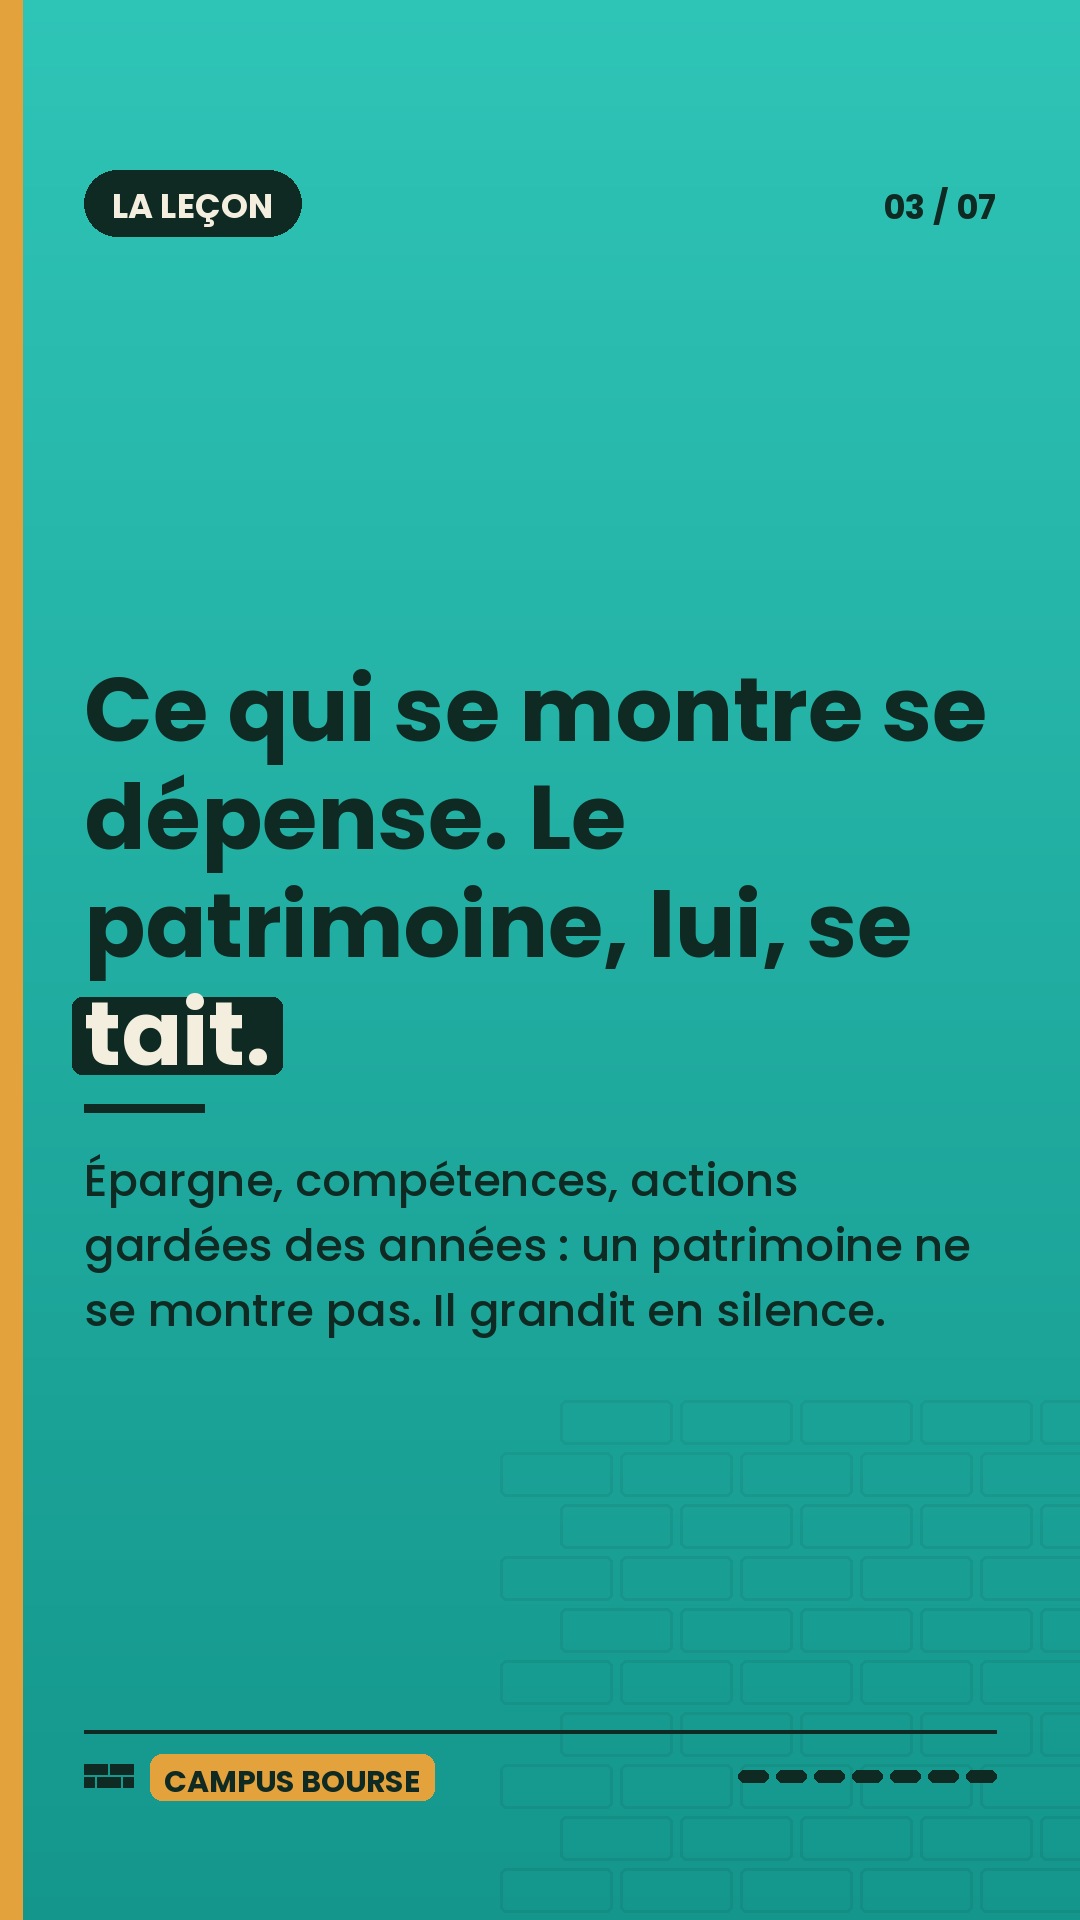 LA LEÇON
03 / 07
Ce qui se montre se
dépense. Le
patrimoine, lui, se
tait.
Épargne, compétences, actions
gardées des années : un patrimoine ne
se montre pas. Il grandit en silence.
CAMPUS BOURSE